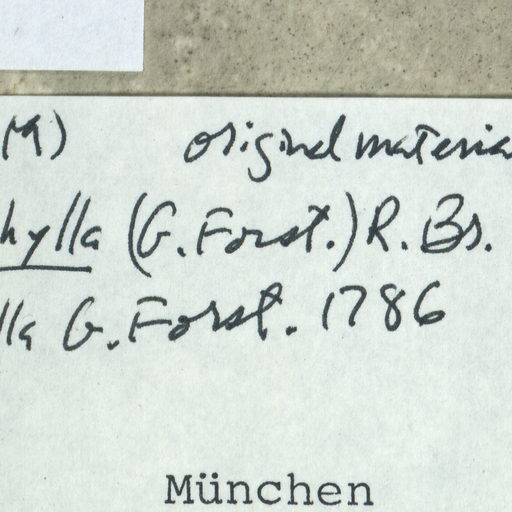 (M) original materia
hylla (G. Forst.) R. Br.
lla G. Forst. 1786
München